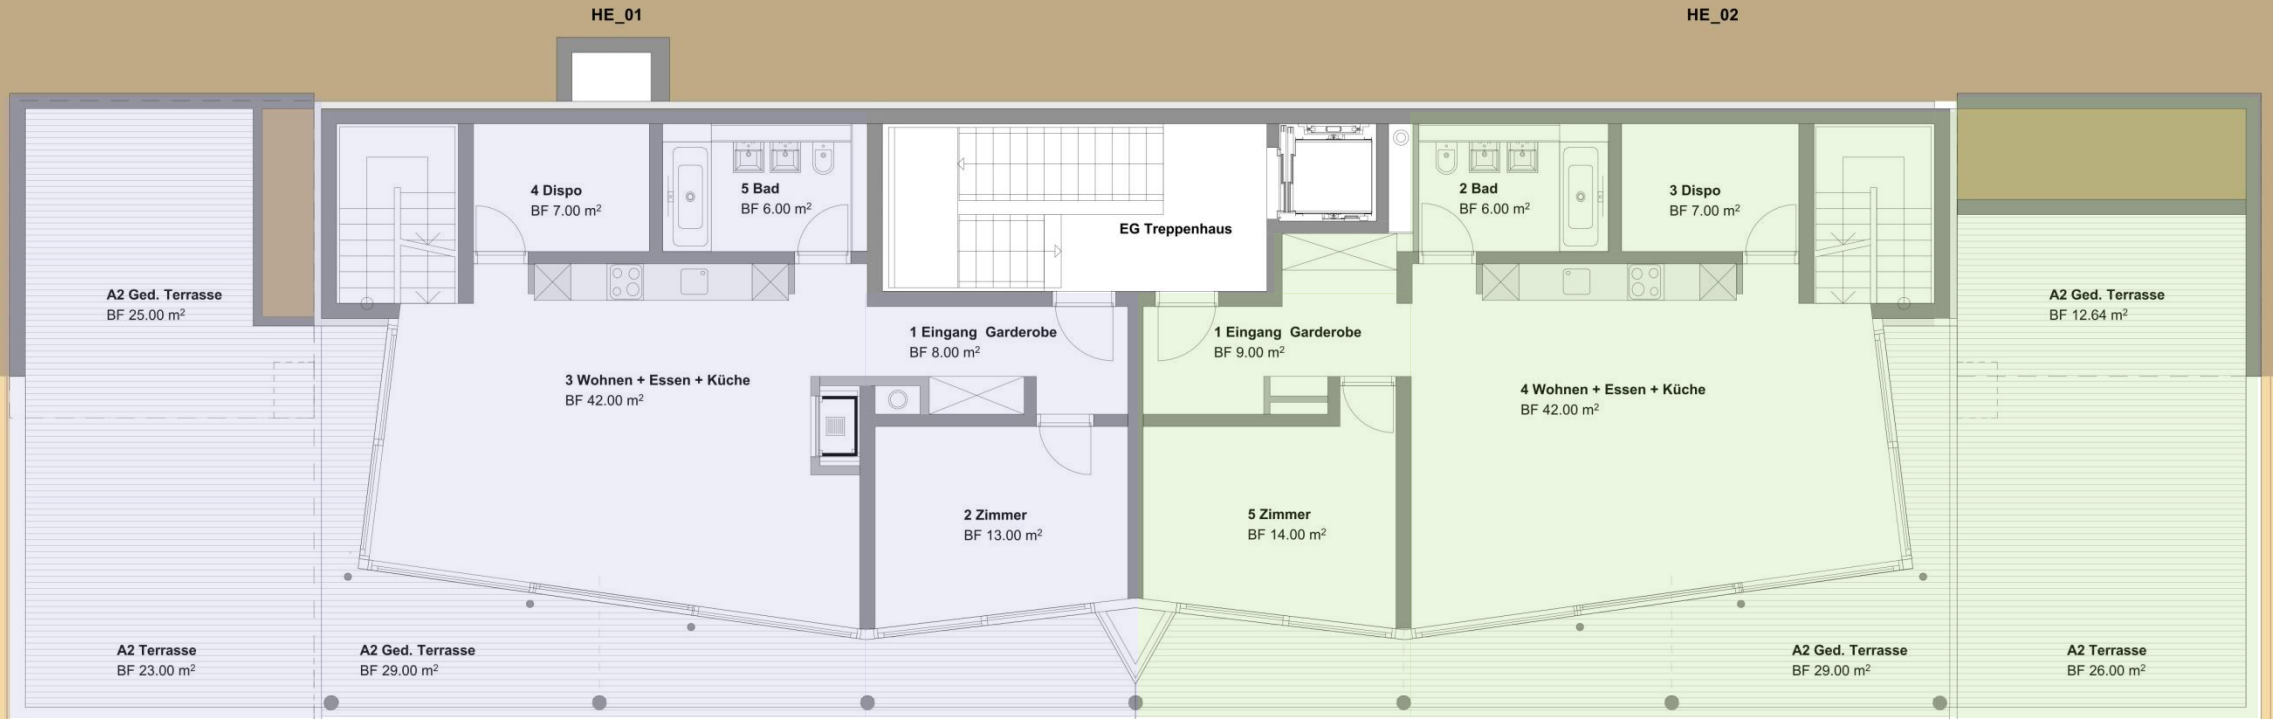 HE_01
HE_02
4 Dispo
BF 7.00 m²
5 Bad
BF 6.00 m²
EG Treppenhaus
2 Bad
BF 6.00 m²
3 Dispo
BF 7.00 m²
A2 Ged. Terrasse
BF 25.00 m²
A2 Ged. Terrasse
BF 12.64 m²
1 Eingang Garderobe
BF 8.00 m²
1 Eingang Garderobe
BF 9.00 m²
3 Wohnen + Essen + Küche
BF 42.00 m²
4 Wohnen + Essen + Küche
BF 42.00 m²
2 Zimmer
BF 13.00 m²
5 Zimmer
BF 14.00 m²
A2 Terrasse
BF 23.00 m²
A2 Ged. Terrasse
BF 29.00 m²
A2 Ged. Terrasse
BF 29.00 m²
A2 Terrasse
BF 26.00 m²